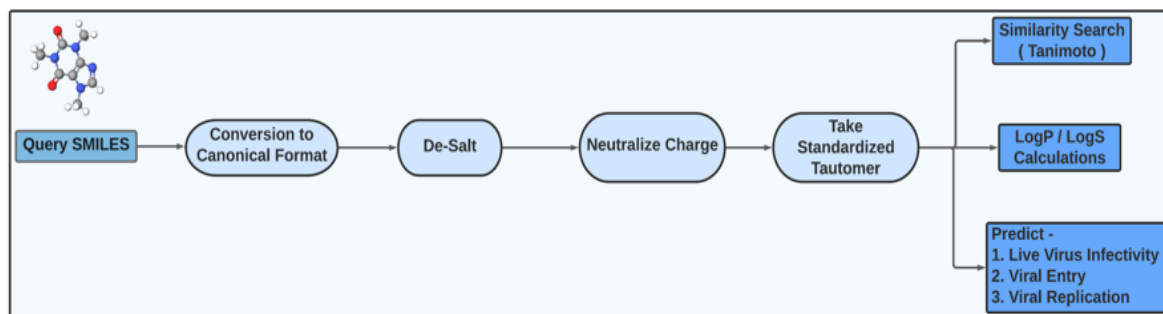 Query SMILES
Conversion to
Canonical Format
De-Salt
Neutralize Charge
Take
Standardized
Tautomer
Similarity Search
( Tanimoto )
LogP / LogS
Calculations
Predict -
1. Live Virus Infectivity
2. Viral Entry
3. Viral Replication